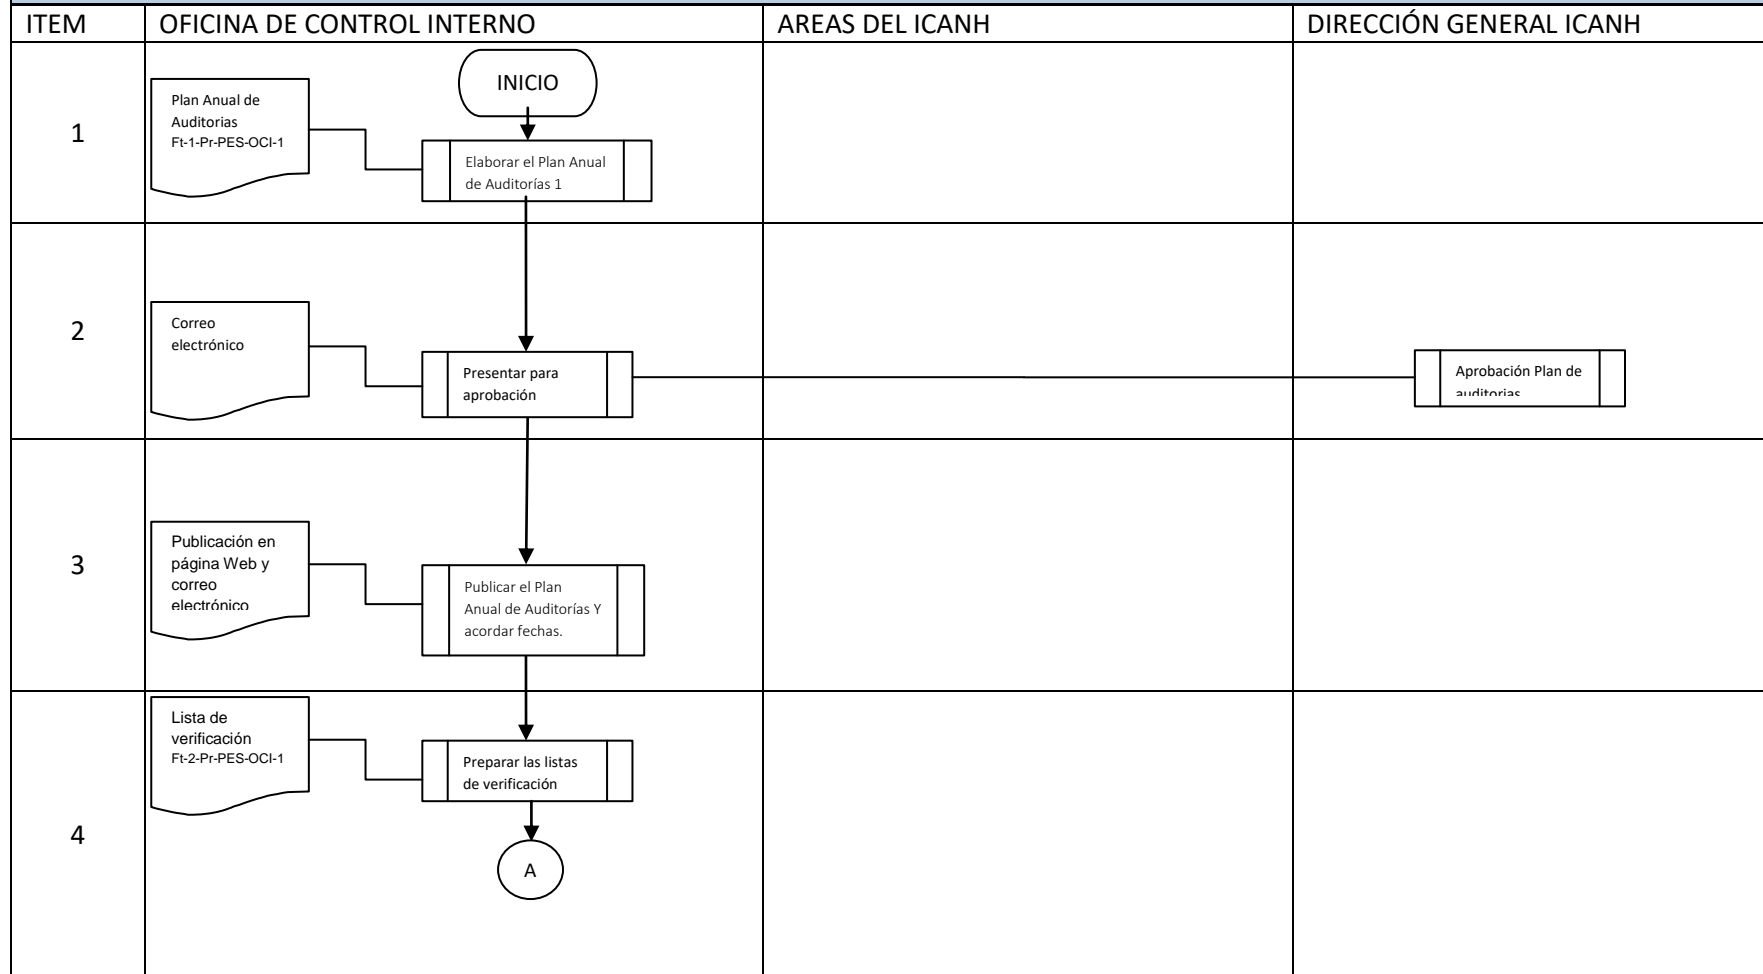 ITEM
OFICINA DE CONTROL INTERNO
AREAS DEL ICANH
DIRECCIÓN GENERAL ICANH
1
Plan Anual de
Auditorias
Ft-1-Pr-PES-OCI-1
INICIO
Elaborar el Plan Anual
de Auditorías 1
2
Correo
electrónico
Presentar para
aprobación
Aprobación Plan de
auditorias
3
Publicación en
página Web y
correo
electrónico
Publicar el Plan
Anual de Auditorías Y
acordar fechas.
4
Lista de
verificación
Ft-2-Pr-PES-OCI-1
Preparar las listas
de verificación
A